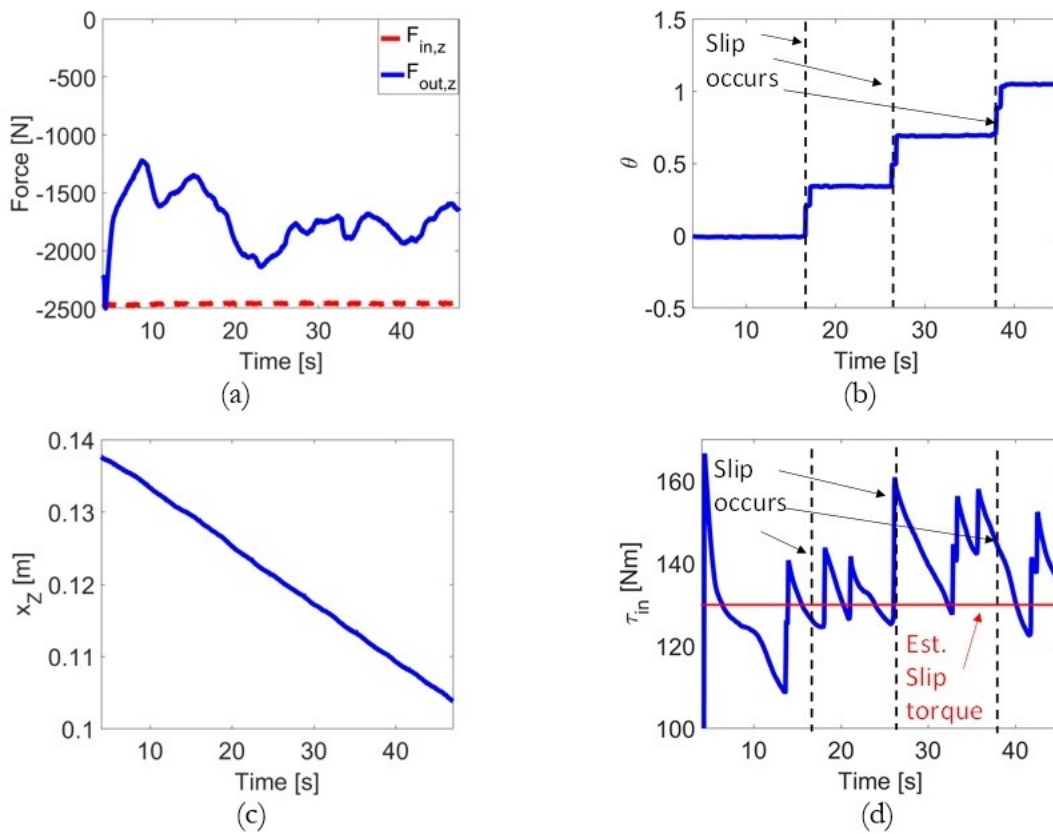 0
-500
-1000
-1500
-2000
-2500
Force [N]
F_in,z
F_out,z
10 20 30 40
Time [s]
(a)
1.5
1
0.5
0
-0.5
θ
Slip
occurs
10 20 30 40
Time [s]
(b)
0.14
0.13
0.12
0.11
0.1
x_Z [m]
10 20 30 40
Time [s]
(c)
160
140
120
100
τ_in [Nm]
Slip
occurs
Est.
Slip
torque
10 20 30 40
Time [s]
(d)